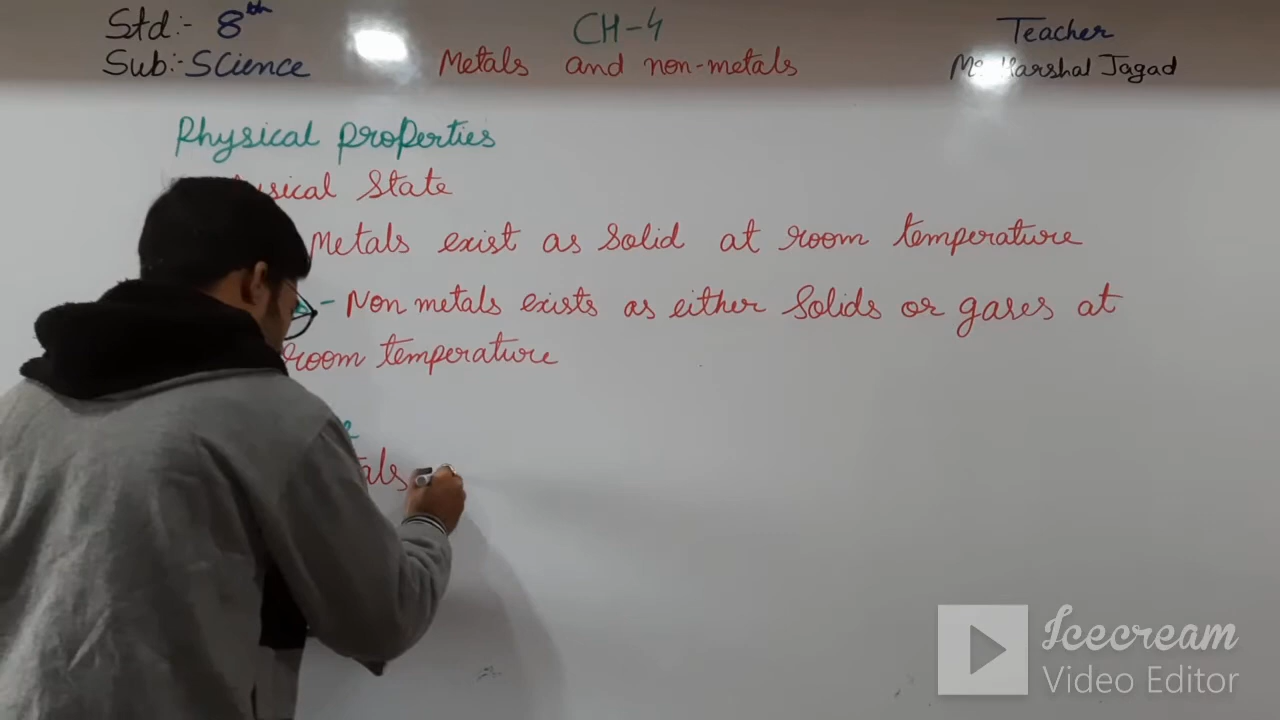 Std:- 8th
Sub:- Science
CH-4
Metals and non-metals
Teacher
Harshal Jagad
Physical properties
State
Metals exist as Solid at room temperature
- Non metals exists as either Solids or gases at
room temperature
Icecream
Video Editor